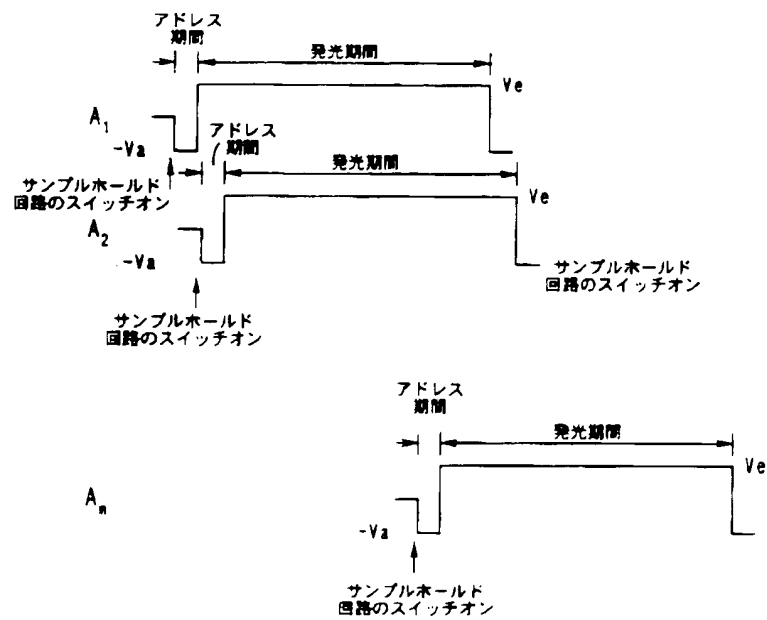 アドレス
期間
発光期間
Ve
A1
-Va
アドレス
期間
発光期間
サンプルホールド
回路のスイッチオン
Ve
A2
-Va
サンプルホールド
回路のスイッチオン
サンプルホールド
回路のスイッチオン
アドレス
期間
発光期間
Ve
An
-Va
サンプルホールド
回路のスイッチオン